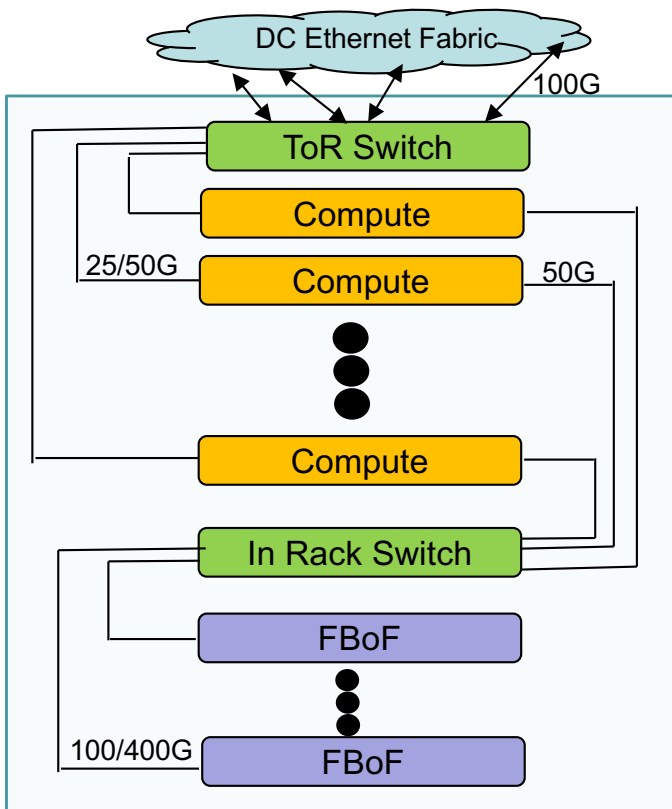 DC Ethernet Fabric
100G
ToR Switch
Compute
25/50G
Compute
50G
Compute
In Rack Switch
FBoF
100/400G
FBoF